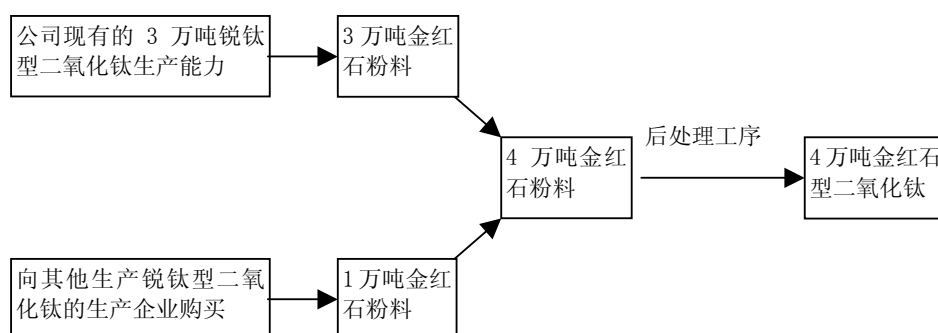 公司现有的 3 万吨锐钛
型二氧化钛生产能力
3 万吨金红
石粉料
4 万吨金红
石粉料
后处理工序
4 万吨金红石
型二氧化钛
向其他生产锐钛型二氧
化钛的生产企业购买
1 万吨金红
石粉料